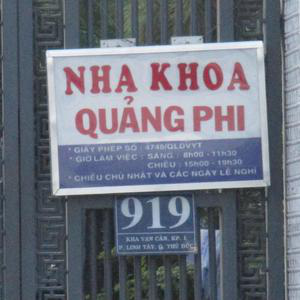 NHA KHOA
QUẢNG PHI
• GIẤY PHÉP SỐ : 4748/QLDVYT
• GIỜ LÀM VIỆC : SÁNG : 8h00 - 11h30
CHIỀU : 15h00 - 19h30
• CHIỀU CHỦ NHẬT VÀ CÁC NGÀY LỄ NGHỈ
919
KHA VẠN CÂN, KP. 1
P. LINH TÂY, Q. THỦ ĐỨC